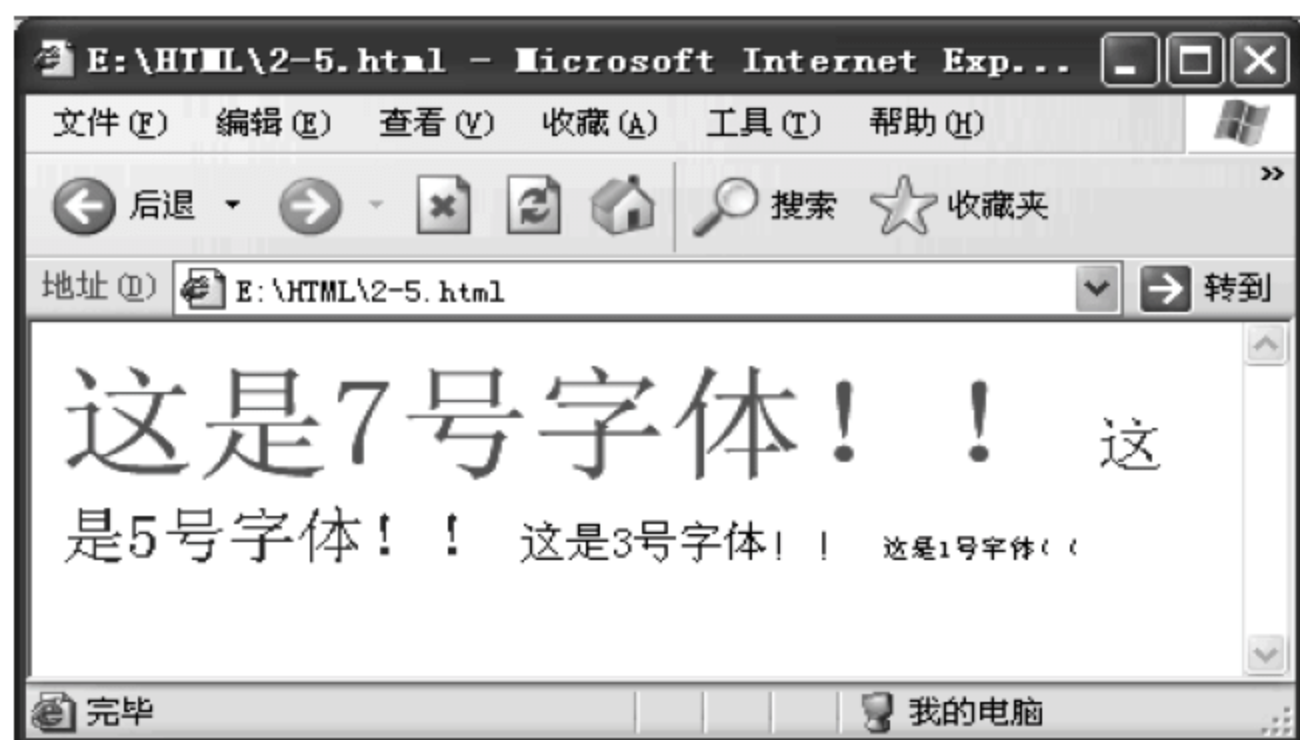 E:\HTML\2-5.html - Microsoft Internet Exp...
文件(F) 编辑(E) 查看(V) 收藏(A) 工具(T) 帮助(H)
后退 搜索 收藏夹 »
地址(D) E:\HTML\2-5.html 转到
这是7号字体！！ 这
是5号字体！！ 这是3号字体！！ 这是1号字体！！
完毕 我的电脑